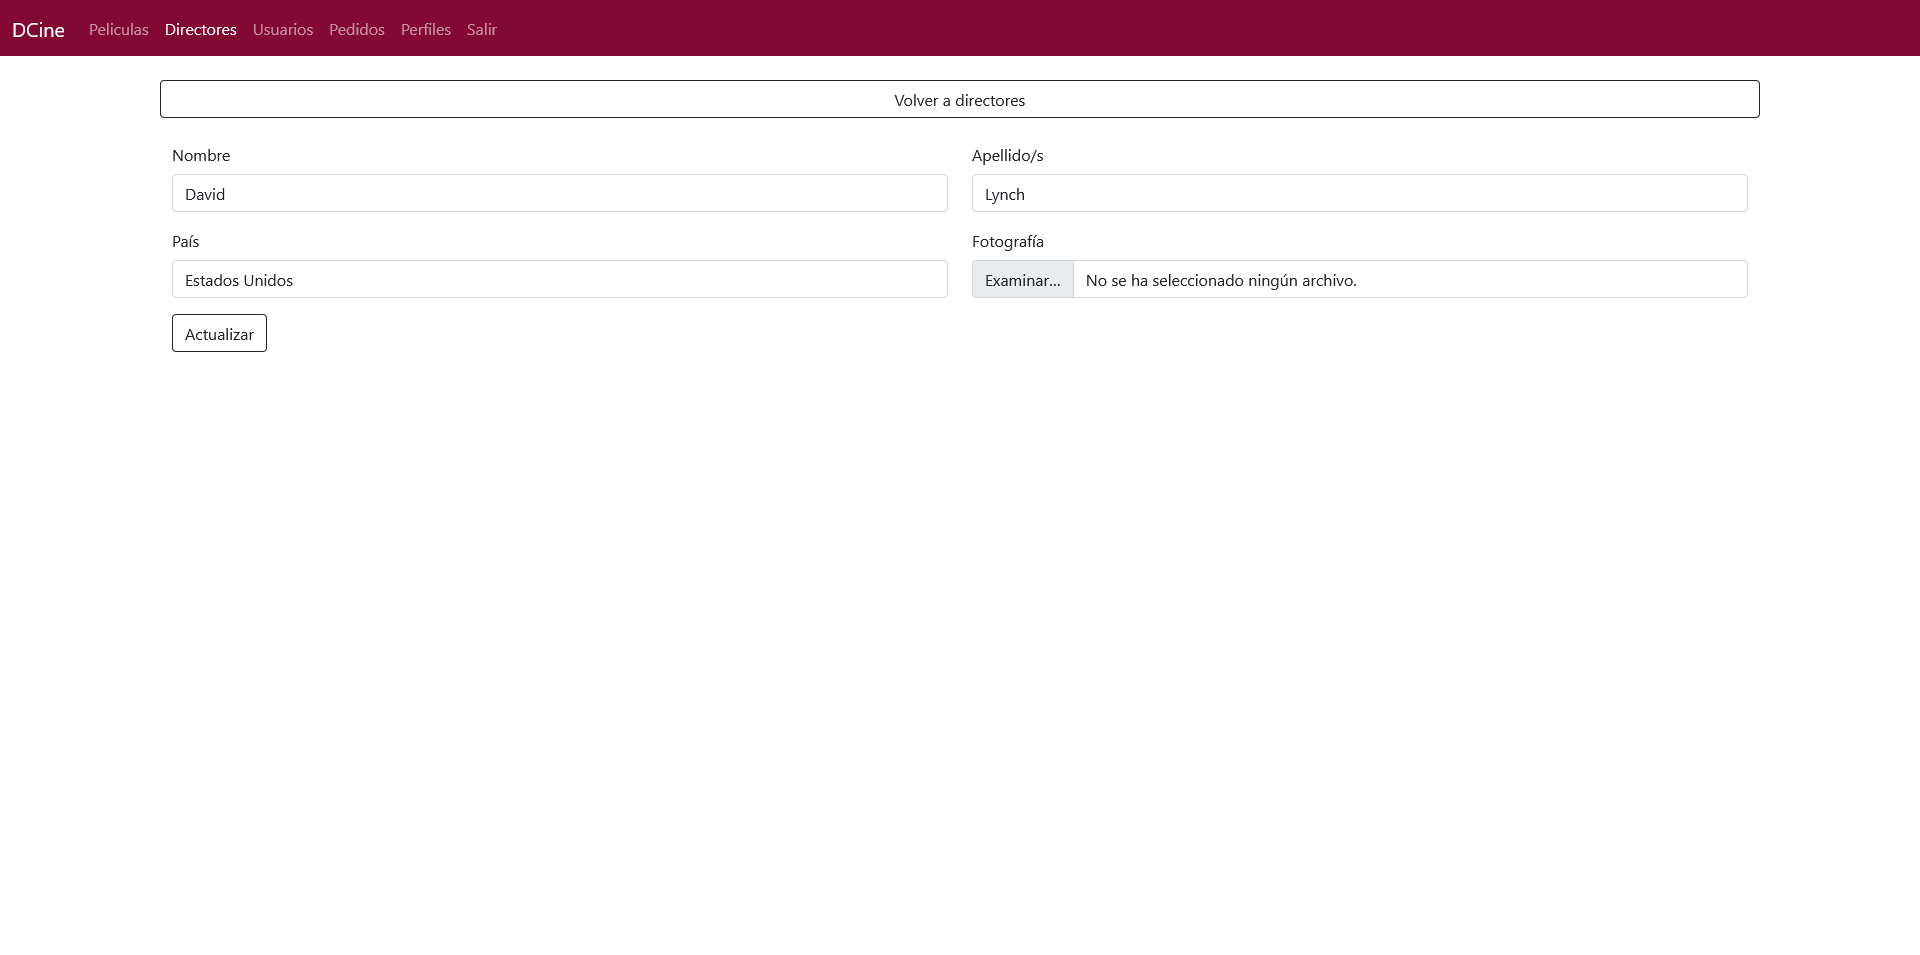 DCine Peliculas Directores Usuarios Pedidos Perfiles Salir
Volver a directores
Nombre
Apellido/s
David
Lynch
País
Fotografía
Estados Unidos
Examinar... No se ha seleccionado ningún archivo.
Actualizar